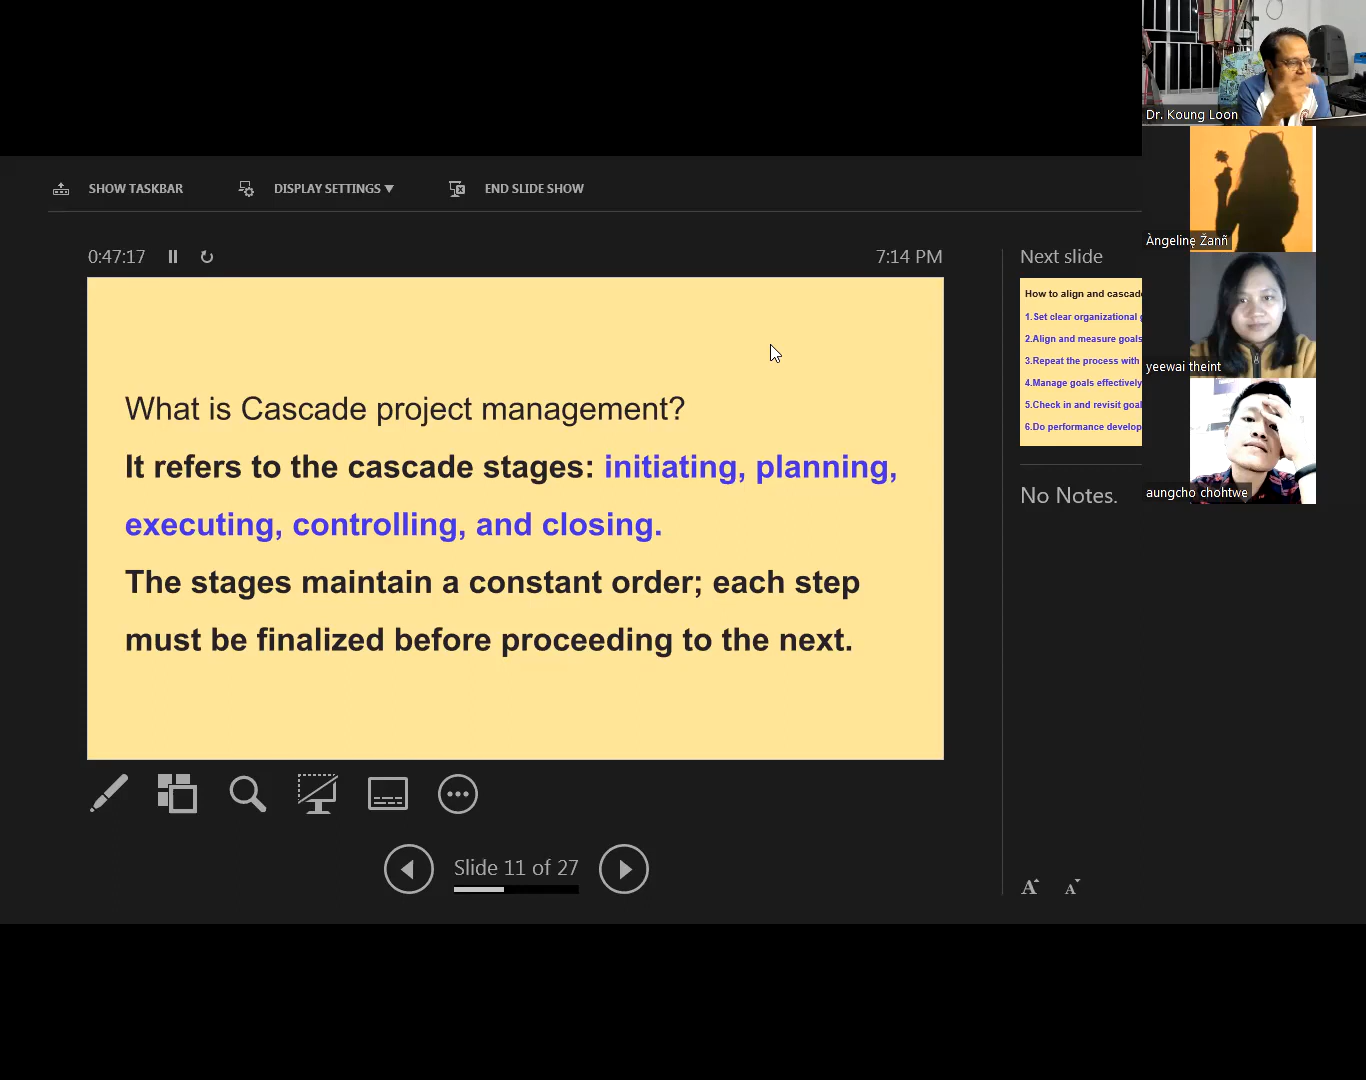 Dr. Koung Loon
SHOW TASKBAR
DISPLAY SETTINGS ▼
END SLIDE SHOW
Àngelinę Žanñ
0:47:17
7:14 PM
Next slide
What is Cascade project management?
It refers to the cascade stages: initiating, planning,
executing, controlling, and closing.
The stages maintain a constant order; each step
must be finalized before proceeding to the next.
How to align and cascade
1.Set clear organizational g
2.Align and measure goals
3.Repeat the process with
4.Manage goals effectively
5.Check in and revisit goal
6.Do performance develop
yeewai theint
No Notes.
aungcho chohtwe
Slide 11 of 27
A A